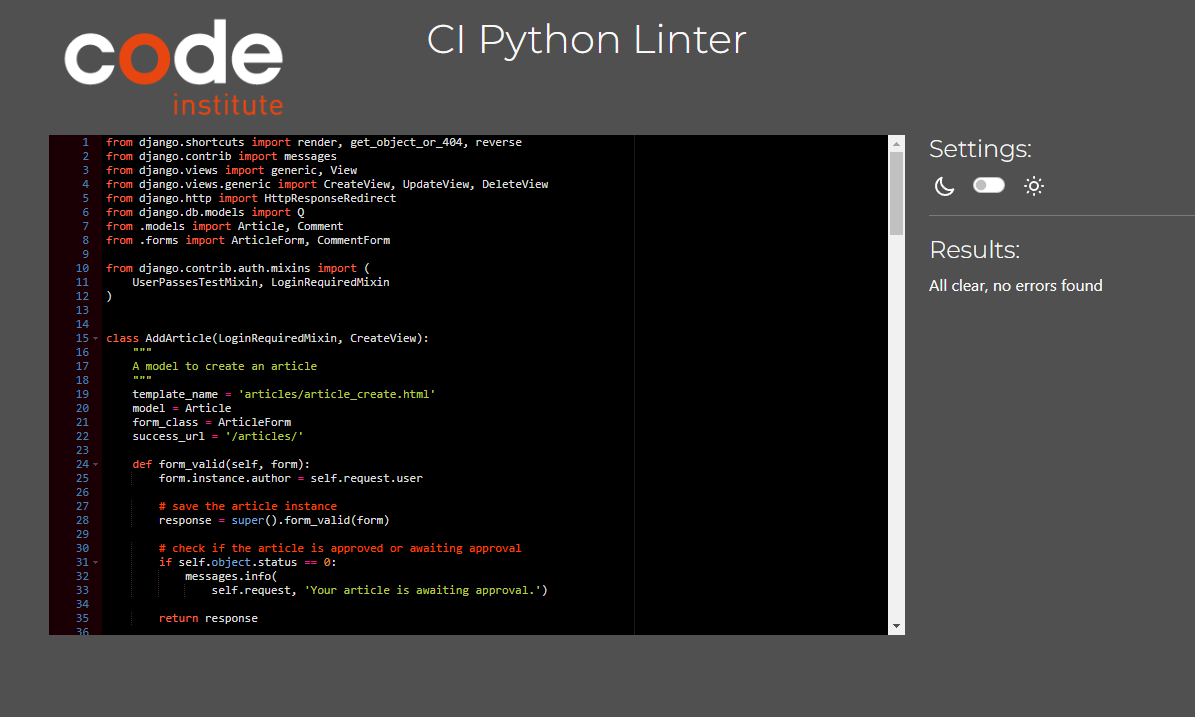 code
institute
CI Python Linter
1 from django.shortcuts import render, get_object_or_404, reverse
2 from django.contrib import messages
3 from django.views import generic, View
4 from django.views.generic import CreateView, UpdateView, DeleteView
5 from django.http import HttpResponseRedirect
6 from django.db.models import Q
7 from .models import Article, Comment
8 from .forms import ArticleForm, CommentForm
9
10 from django.contrib.auth.mixins import (
11     UserPassesTestMixin, LoginRequiredMixin
12 )
13
14
15 class AddArticle(LoginRequiredMixin, CreateView):
16     """
17     A model to create an article
18     """
19     template_name = 'articles/article_create.html'
20     model = Article
21     form_class = ArticleForm
22     success_url = '/articles/'
23
24     def form_valid(self, form):
25         form.instance.author = self.request.user
26
27         # save the article instance
28         response = super().form_valid(form)
29
30         # check if the article is approved or awaiting approval
31         if self.object.status == 0:
32             messages.info(
33                 self.request, 'Your article is awaiting approval.')
34
35         return response
36
Settings:
Results:
All clear, no errors found